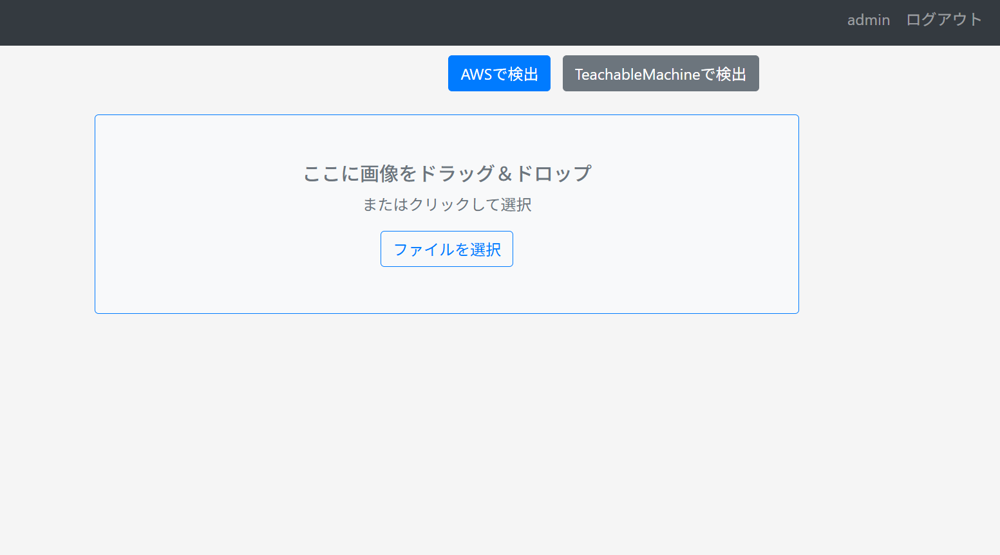 admin ログアウト
AWSで検出 TeachableMachineで検出
ここに画像をドラッグ＆ドロップ
またはクリックして選択
ファイルを選択